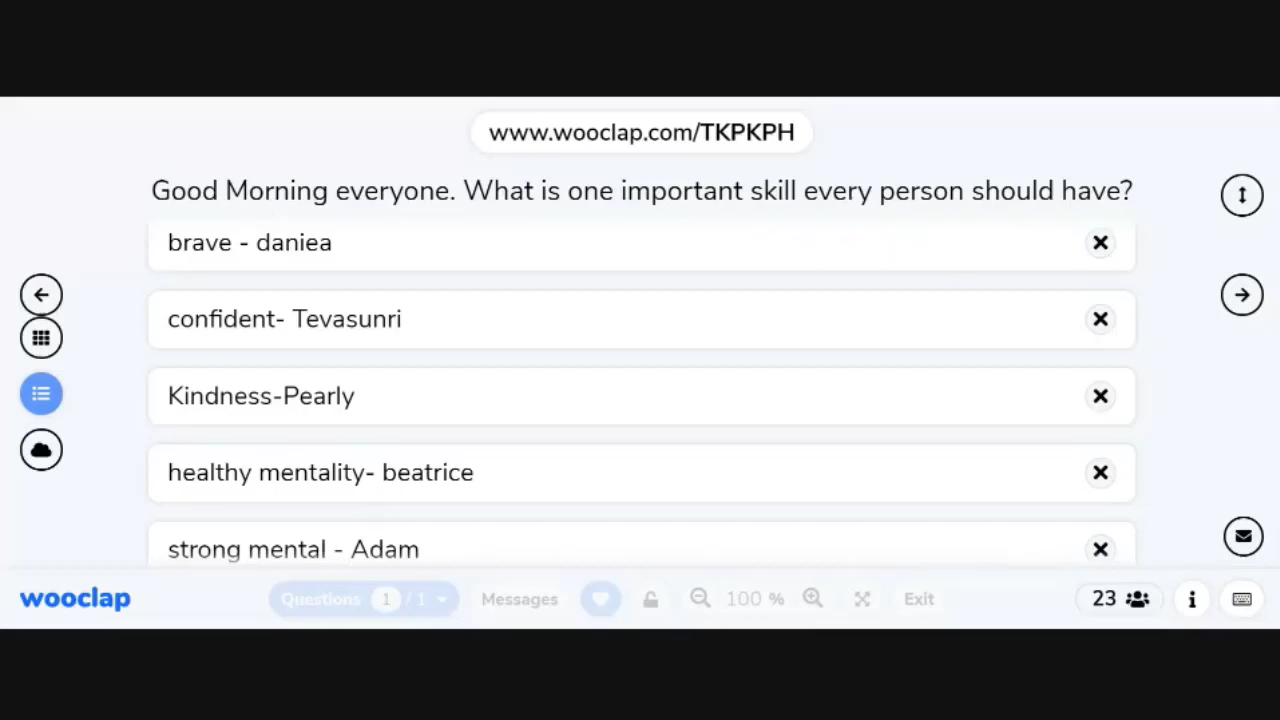 www.wooclap.com/TKPKPH
Good Morning everyone. What is one important skill every person should have?
brave - daniea
confident- Tevasunri
Kindness-Pearly
healthy mentality- beatrice
strong mental - Adam
wooclap
Questions 1 / 1
Messages
100 %
Exit
23